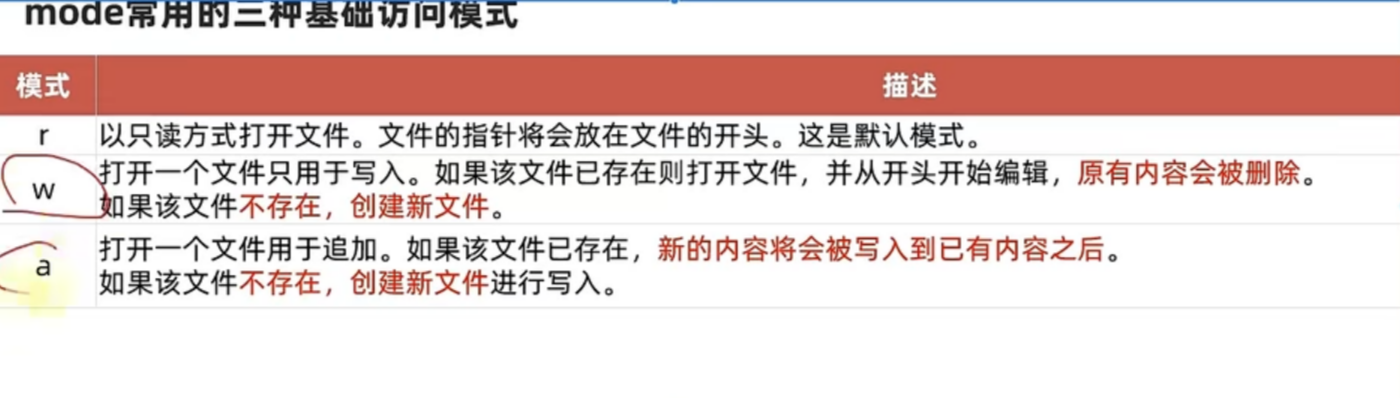 mode常用的三种基础访问模式
模式 描述
r 以只读方式打开文件。文件的指针将会放在文件的开头。这是默认模式。
w 打开一个文件只用于写入。如果该文件已存在则打开文件，并从开头开始编辑，原有内容会被删除。
如果该文件不存在，创建新文件。
a 打开一个文件用于追加。如果该文件已存在，新的内容将会被写入到已有内容之后。
如果该文件不存在，创建新文件进行写入。